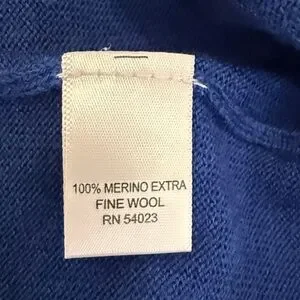 100% MERINO EXTRA
FINE WOOL
RN 54023